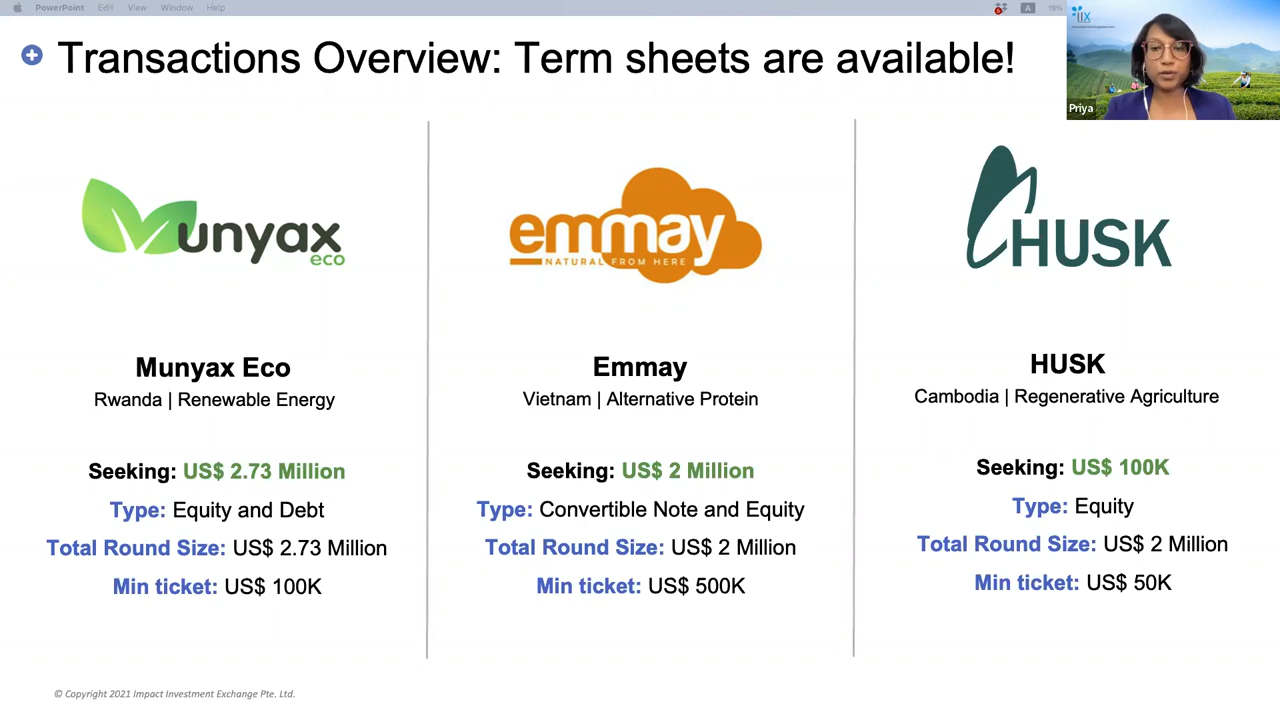 PowerPoint Edit View Window Help
A 19%
Transactions Overview: Term sheets are available!
iix
Priya
Munyax
eco
emmay
NATURAL FROM HERE
HUSK
Munyax Eco
Rwanda | Renewable Energy
Seeking: US$ 2.73 Million
Type: Equity and Debt
Total Round Size: US$ 2.73 Million
Min ticket: US$ 100K
Emmay
Vietnam | Alternative Protein
Seeking: US$ 2 Million
Type: Convertible Note and Equity
Total Round Size: US$ 2 Million
Min ticket: US$ 500K
HUSK
Cambodia | Regenerative Agriculture
Seeking: US$ 100K
Type: Equity
Total Round Size: US$ 2 Million
Min ticket: US$ 50K
© Copyright 2021 Impact Investment Exchange Pte. Ltd.